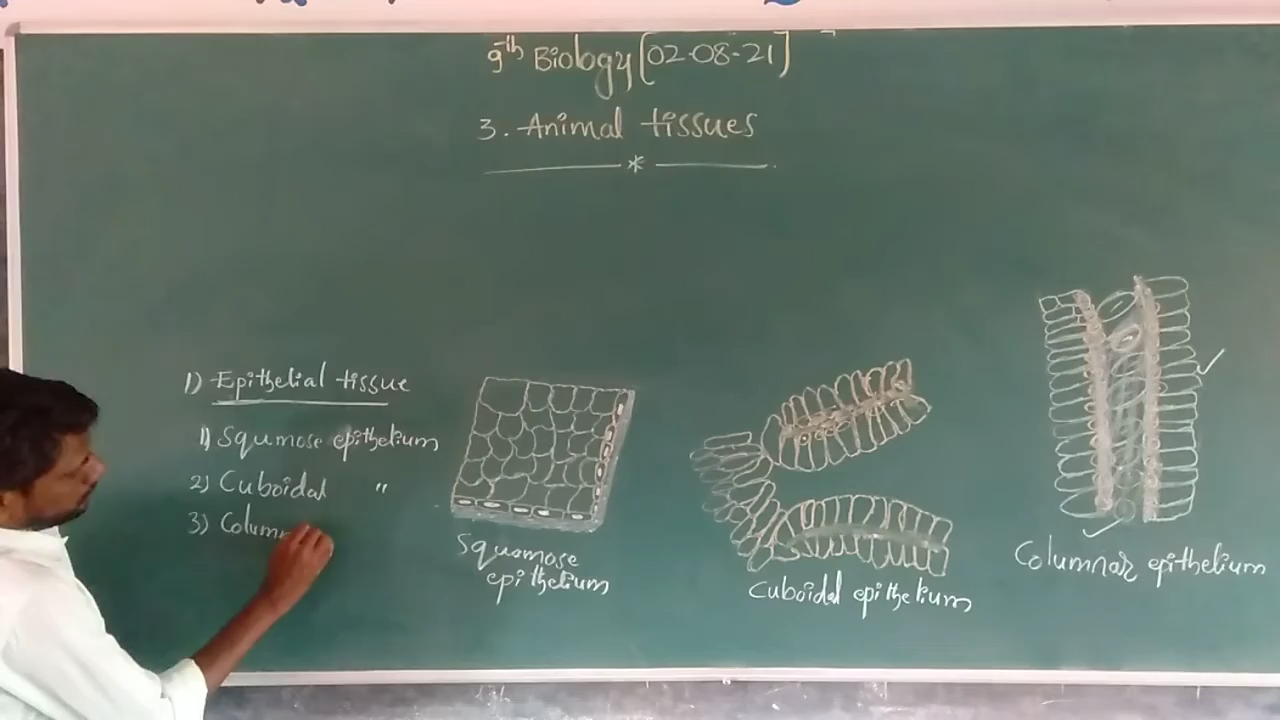 9th Biology [02-08-21]
3. Animal tissues
1) Epithelial tissue
1) Squmose epithelium
2) Cuboidal "
3) Colum
Squamose
epithelium
Cuboidal epithelium
Columnar epithelium